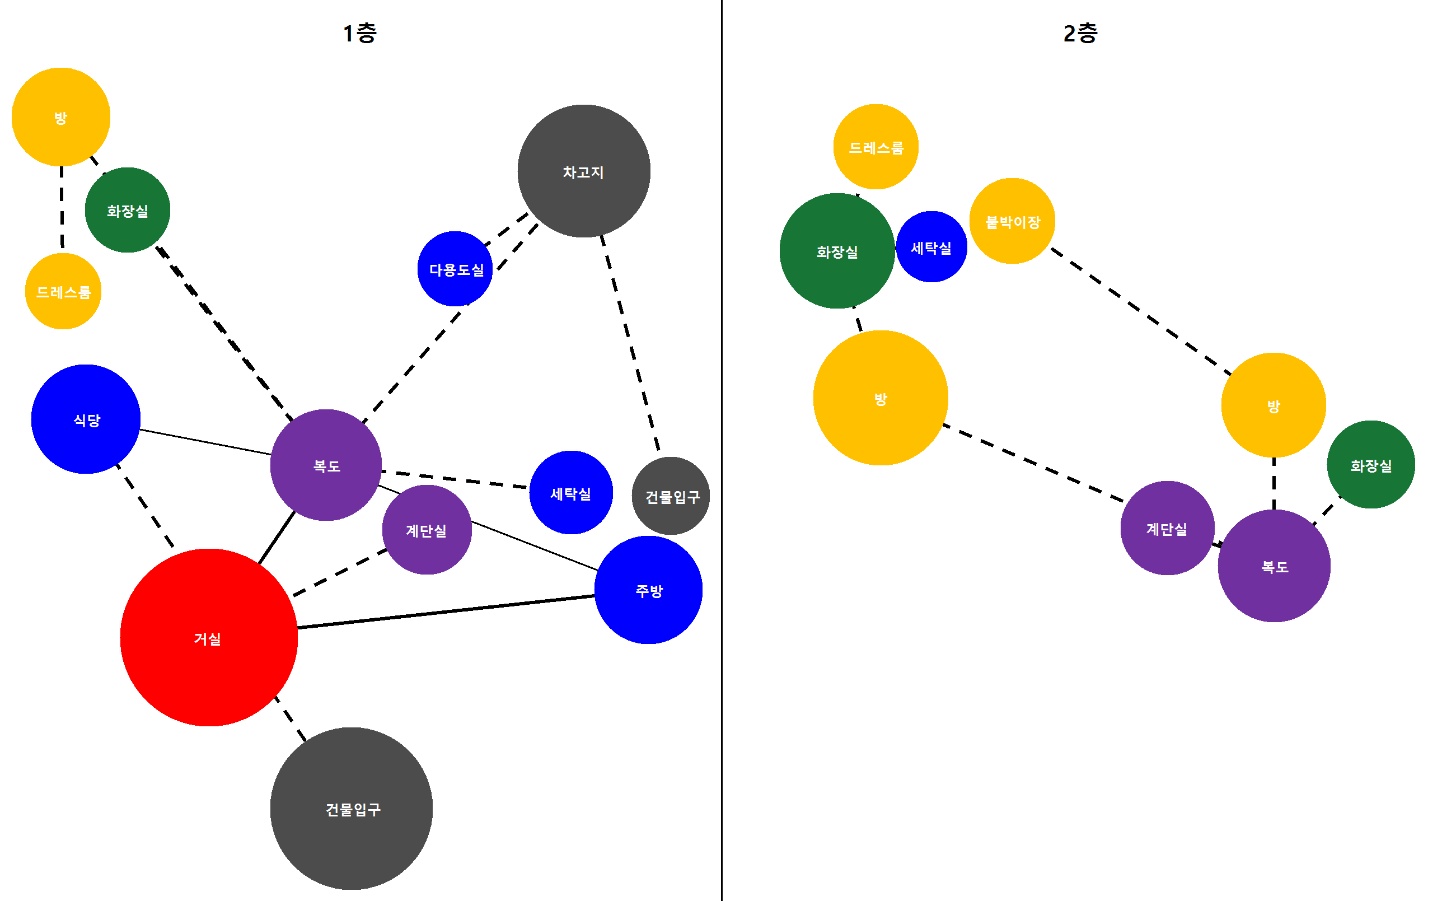 1층
방
화장실
드레스룸
차고지
다용도실
식당
복도
계단실
세탁실
건물입구
주방
거실
건물입구
2층
드레스룸
화장실
세탁실
붙박이장
방
방
화장실
계단실
복도